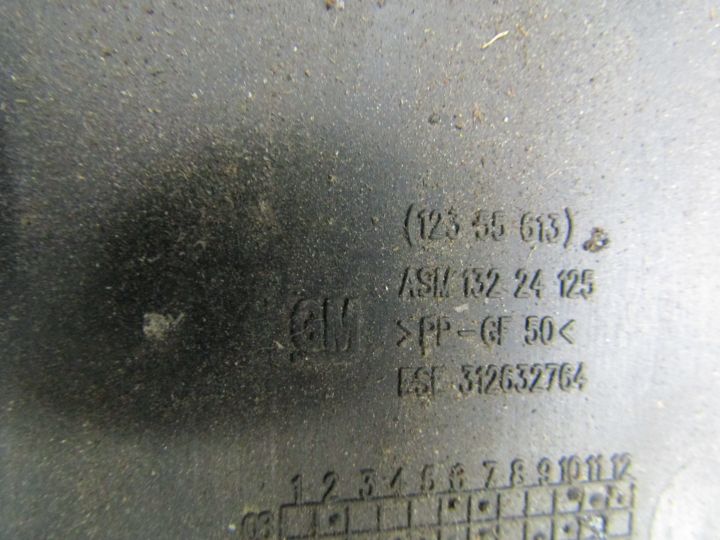 (123 55 613)
ASM 132 24 125
GM >PP-GF 50<
ESE 312632764
1 2 3 4 5 6 7 8 9 10 11 12
03